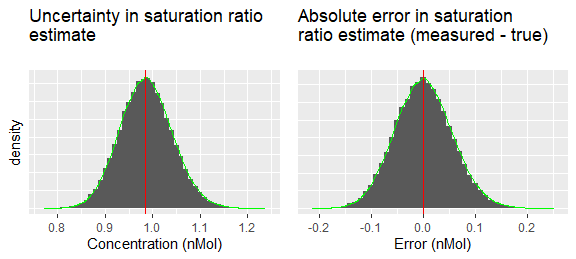 Uncertainty in saturation ratio
estimate
density
0.8 0.9 1.0 1.1 1.2
Concentration (nMol)
Absolute error in saturation
ratio estimate (measured - true)
-0.2 -0.1 0.0 0.1 0.2
Error (nMol)